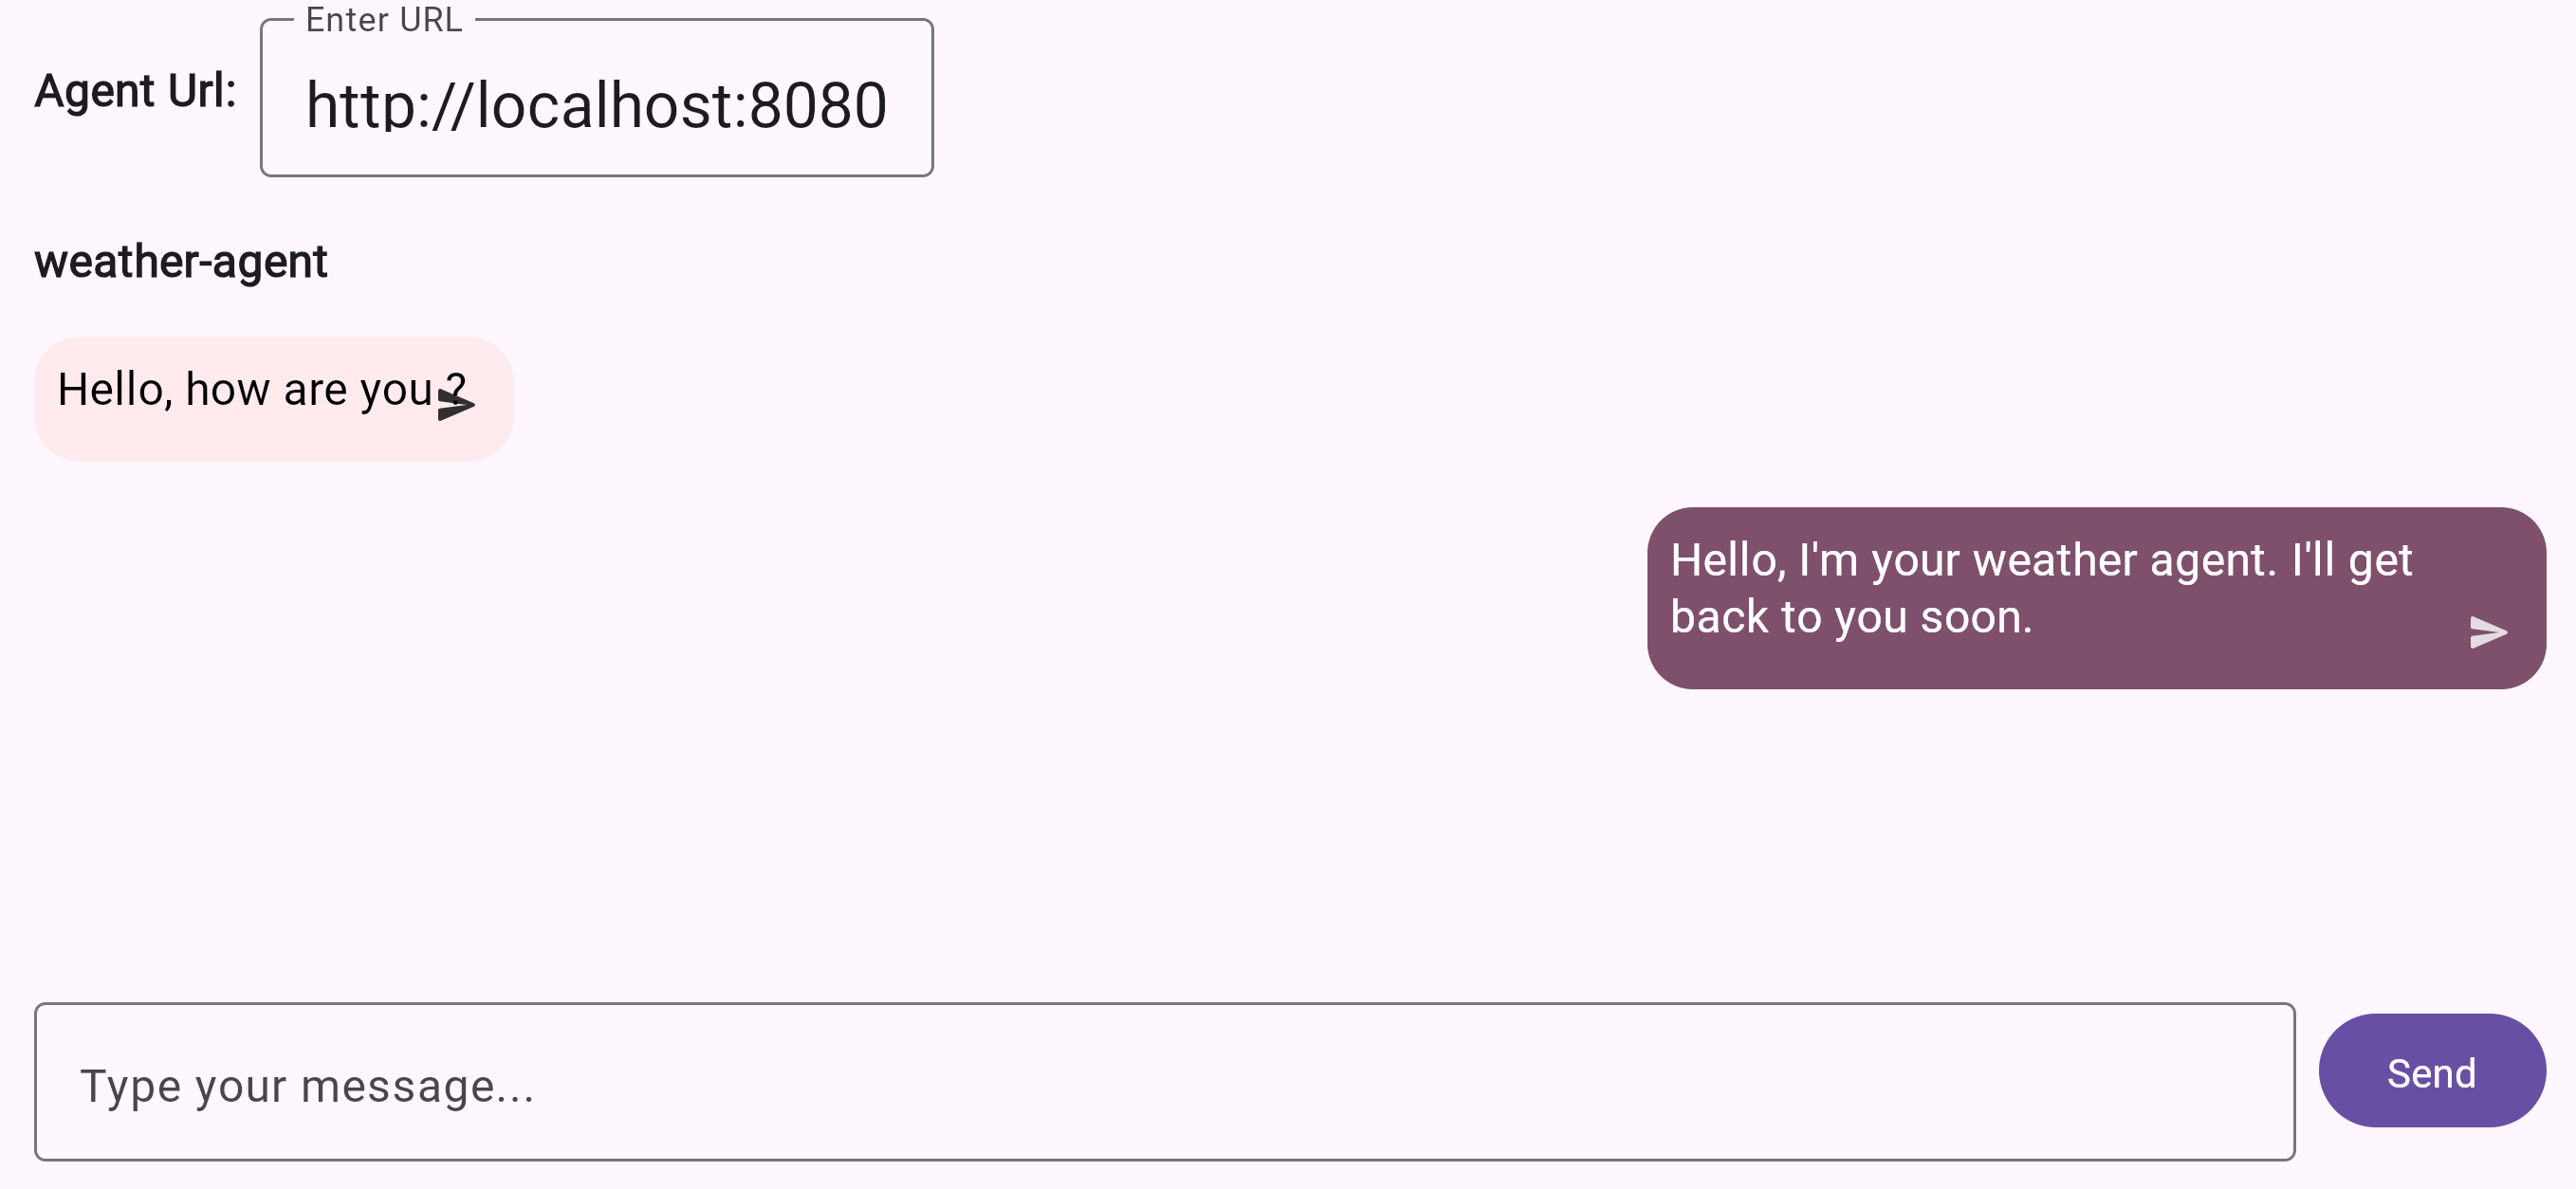 Enter URL
Agent Url:
http://localhost:8080
weather-agent
Hello, how are you ?
Hello, I'm your weather agent. I'll get
back to you soon.
Type your message...
Send